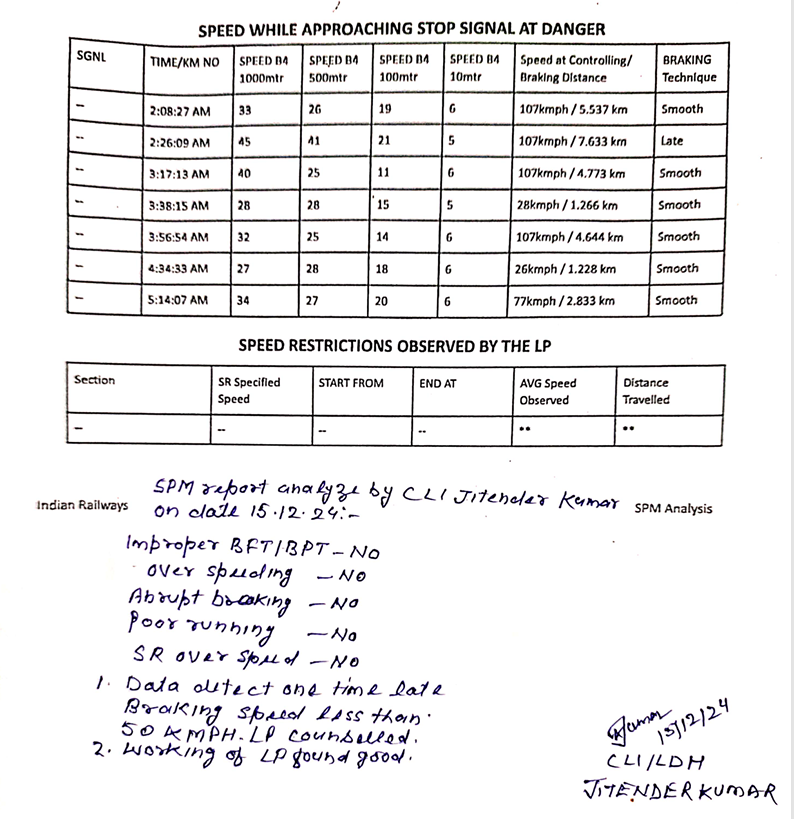 SPEED WHILE APPROACHING STOP SIGNAL AT DANGER
SGNL TIME/KM NO SPEED B4 1000mtr SPEED B4 500mtr SPEED B4 100mtr SPEED B4 10mtr Speed at Controlling/ Braking Distance BRAKING Technique
-- 2:08:27 AM 33 26 19 6 107kmph / 5.537 km Smooth
-- 2:26:09 AM 45 41 21 5 107kmph / 7.633 km Late
-- 3:17:13 AM 40 25 11 6 107kmph / 4.773 km Smooth
-- 3:38:15 AM 28 28 15 5 28kmph / 1.266 km Smooth
-- 3:56:54 AM 32 25 14 6 107kmph / 4.644 km Smooth
-- 4:34:33 AM 27 28 18 6 26kmph / 1.228 km Smooth
-- 5:14:07 AM 34 27 20 6 77kmph / 2.833 km Smooth
SPEED RESTRICTIONS OBSERVED BY THE LP
Section SR Specified Speed START FROM END AT AVG Speed Observed Distance Travelled
-- -- -- -- -- --
SPM report analyze by CLI Jitender Kumar
Indian Railways
on date 15.12.24:-
SPM Analysis
Improper BFT/BPT - NO
over speeding - NO
Abrupt braking - NO
Poor running - No
SR over speed - NO
1. Data detect one time late
Braking speed less than
50 KMPH. LP counselled.
2. working of LP found good.
Kumar 15/12/24
CLI/LDH
JITENDER KUMAR